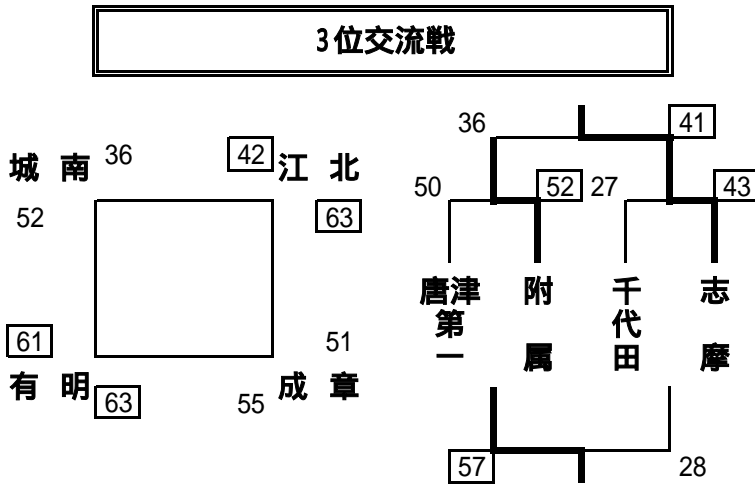 3位交流戦
36 41
城南 36 42 江北
50 52 27 43
52 63
唐津第一 附属 千代田 志摩
61 51
有明 63 55 成章
57 28